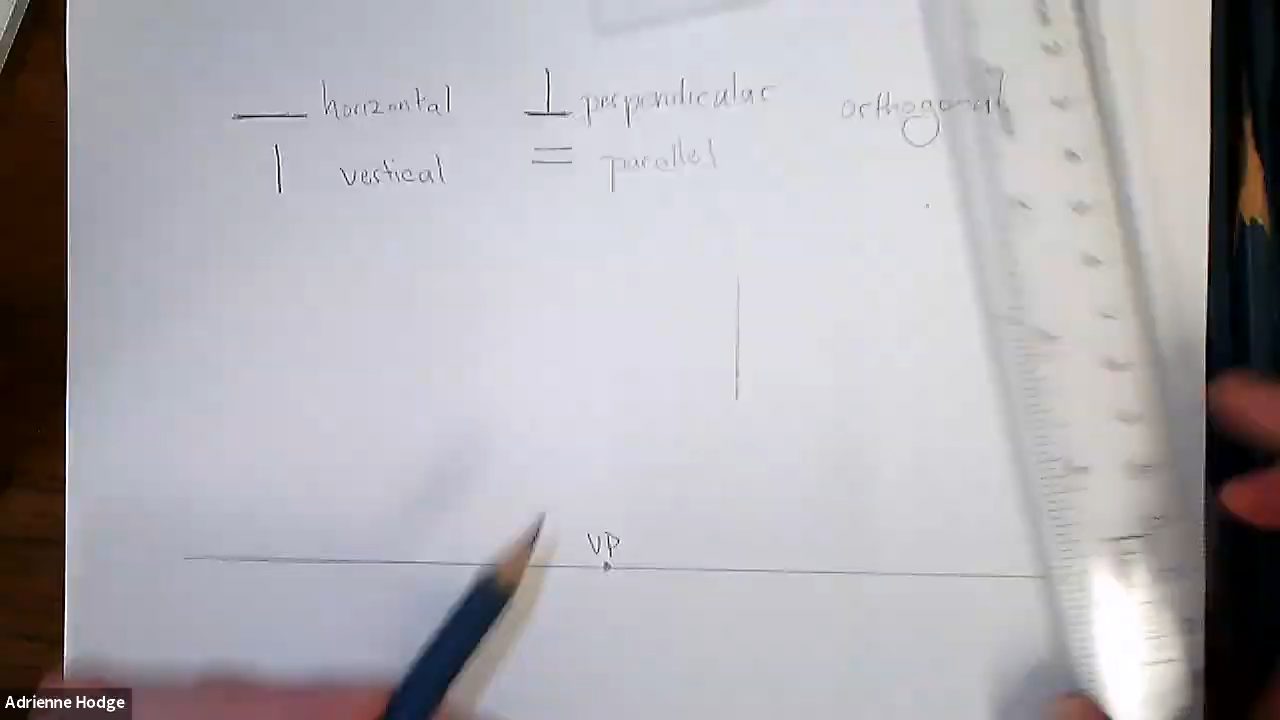 horizontal perpendicular orthogonal
vertical parallel
VP
Adrienne Hodge